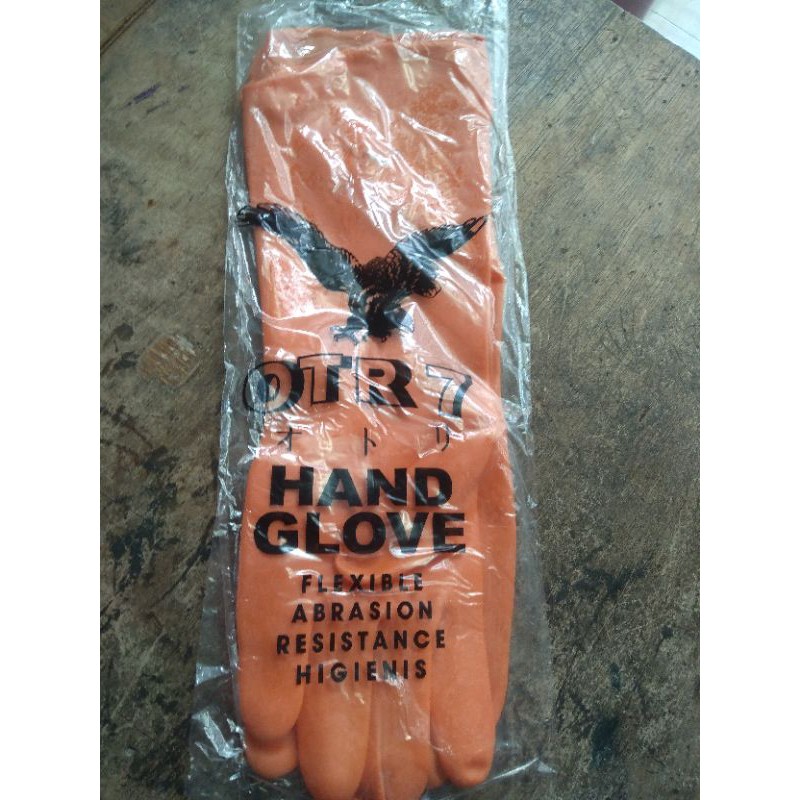 OTR 7
オトリ
HAND
GLOVE
FLEXIBLE
ABRASION
RESISTANCE
HIGIENIS